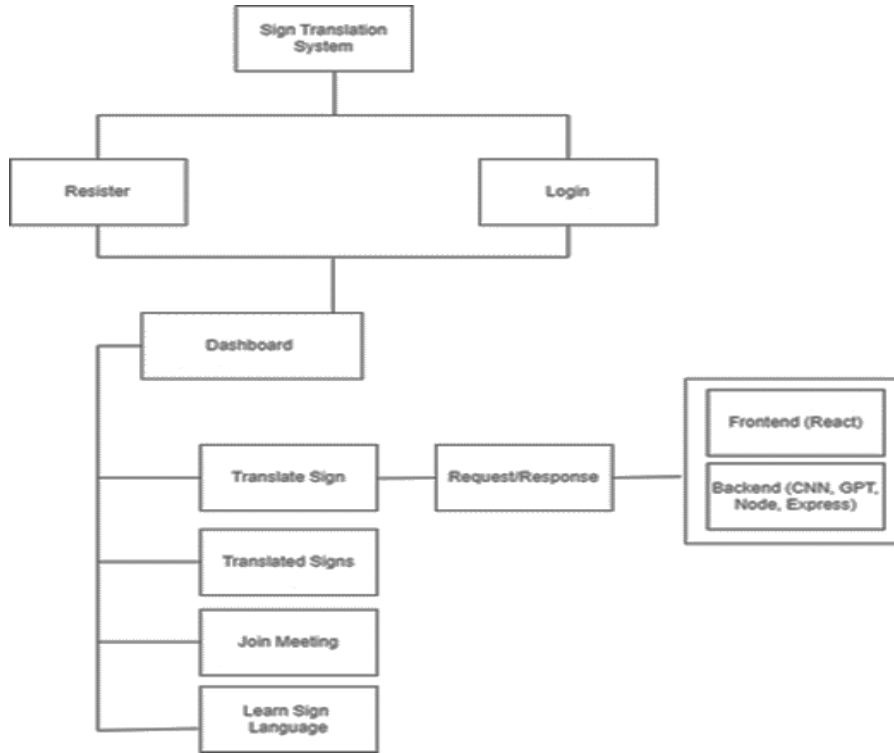 Sign Translation
System
Resister
Login
Dashboard
Translate Sign
Request/Response
Frontend (React)
Backend (CNN, GPT,
Node, Express)
Translated Signs
Join Meeting
Learn Sign
Language